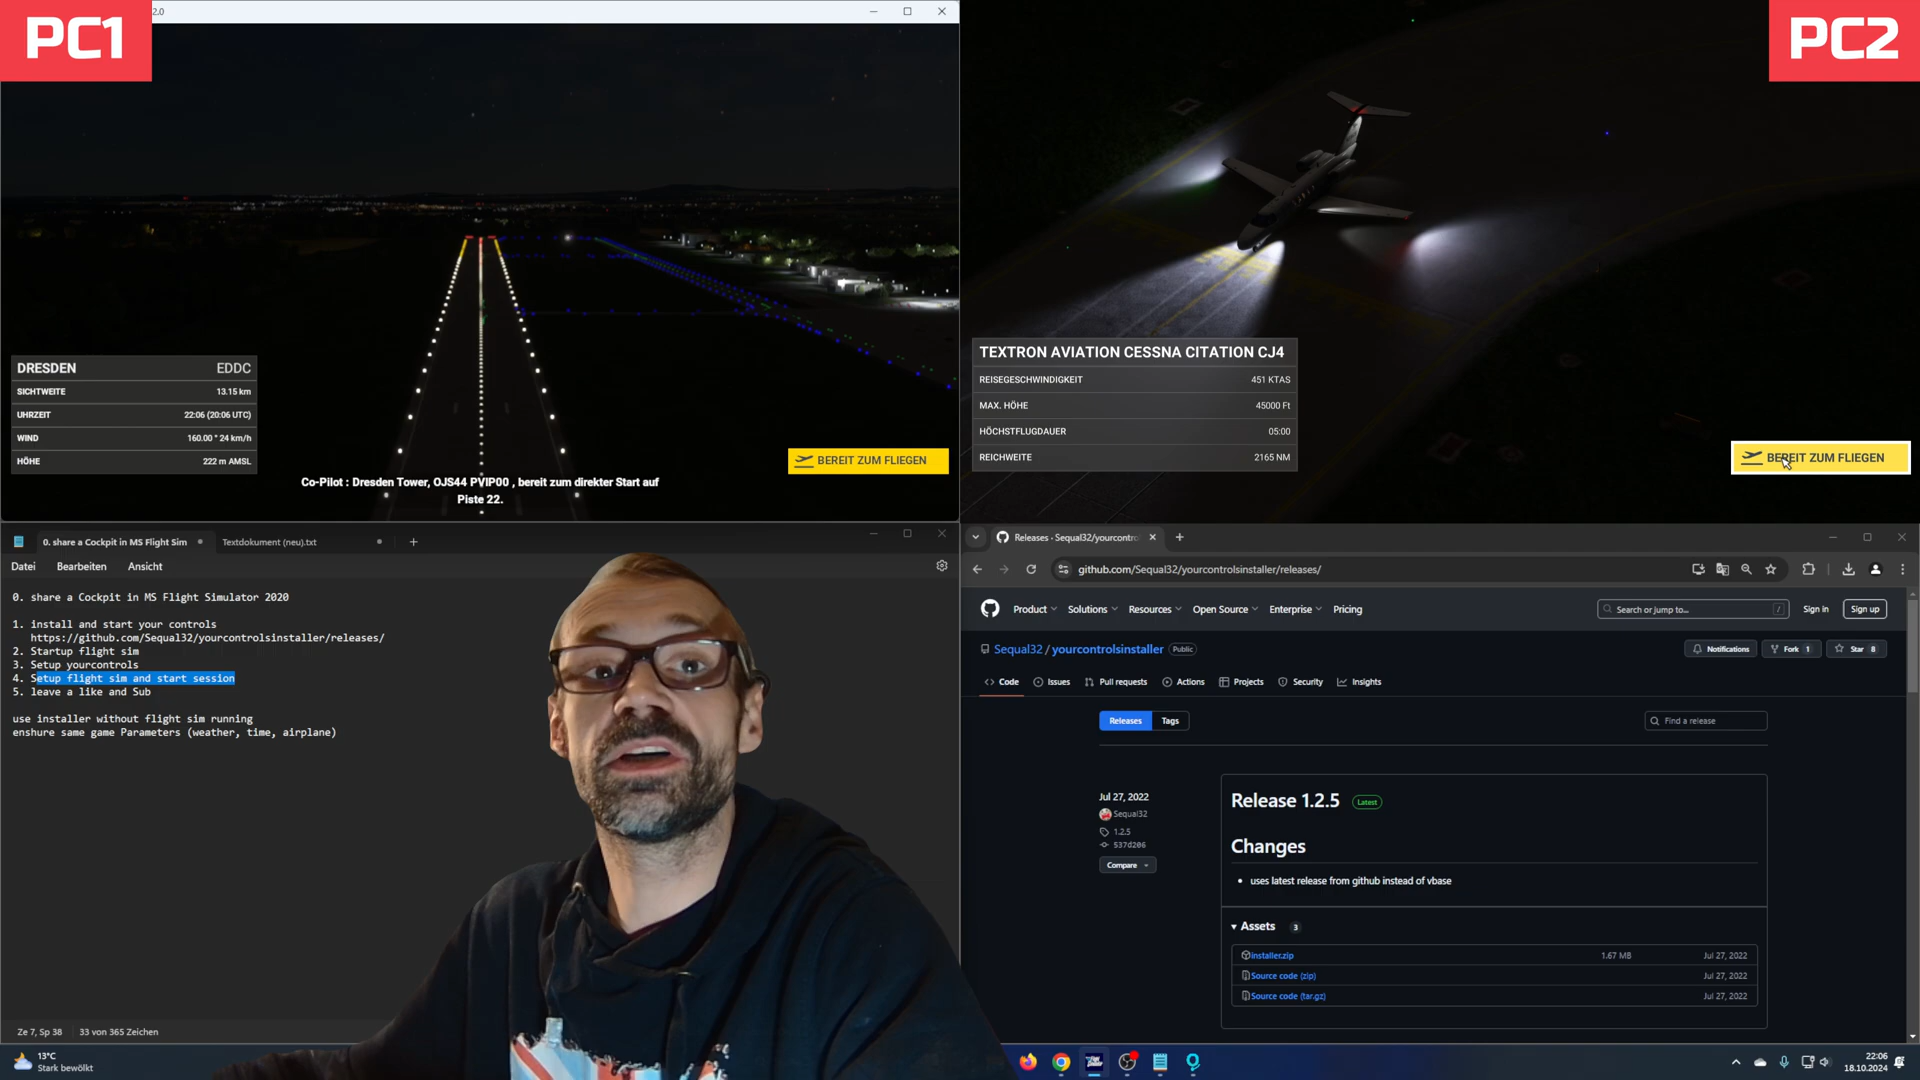 PC1
2.0
PC2
DRESDEN EDDC
SICHTWEITE 13.15 km
UHRZEIT 22:06 (20:06 UTC)
WIND 160.00 ° 24 km/h
HÖHE 222 m AMSL
BEREIT ZUM FLIEGEN
Co-Pilot : Dresden Tower, OJS44 PVIP00 , bereit zum direkter Start auf
Piste 22.
TEXTRON AVIATION CESSNA CITATION CJ4
REISEGESCHWINDIGKEIT 451 KTAS
MAX. HÖHE 45000 Ft
HÖCHSTFLUGDAUER 05:00
REICHWEITE 2165 NM
BEREIT ZUM FLIEGEN
0. share a Cockpit in MS Flight Sim Textdokument (neu).txt
Datei Bearbeiten Ansicht
0. share a Cockpit in MS Flight Simulator 2020
1. install and start your controls
https://github.com/Sequal32/yourcontrolsinstaller/releases/
2. Startup flight sim
3. Setup yourcontrols
4. Setup flight sim and start session
5. leave a like and Sub
use installer without flight sim running
enshure same game Parameters (weather, time, airplane)
Ze 7, Sp 38 33 von 365 Zeichen
13°C
Stark bewölkt
Releases · Sequal32/yourcontro
github.com/Sequal32/yourcontrolsinstaller/releases/
Product Solutions Resources Open Source Enterprise Pricing Search or jump to... / Sign in Sign up
Sequal32 / yourcontrolsinstaller Public Notifications Fork 1 Star 8
Code Issues Pull requests Actions Projects Security Insights
Releases Tags Find a release
Jul 27, 2022
Sequal32
1.2.5
537d206
Compare
Release 1.2.5 Latest
Changes
uses latest release from github instead of vbase
Assets 3
installer.zip 1.67 MB Jul 27, 2022
Source code (zip) Jul 27, 2022
Source code (tar.gz) Jul 27, 2022
22:06
18.10.2024